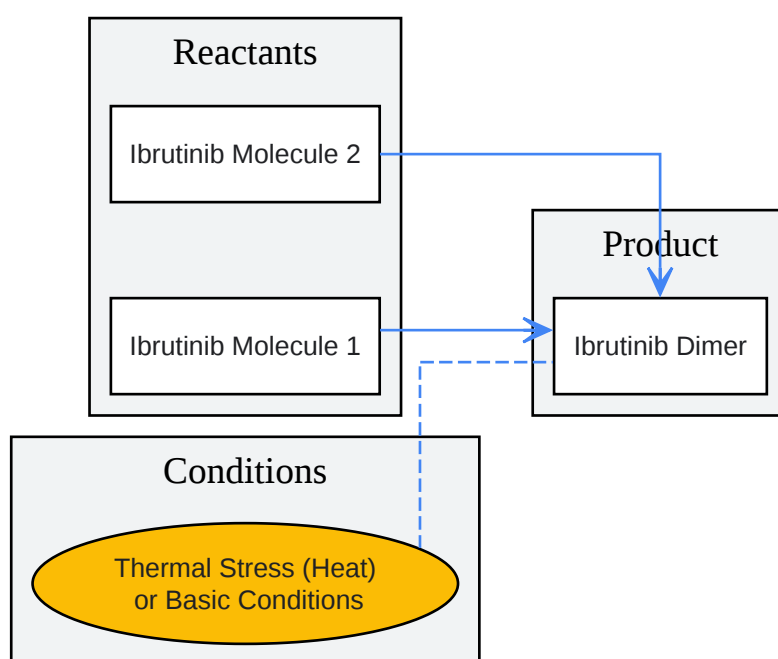 Reactants
Ibrutinib Molecule 2
Ibrutinib Molecule 1
Product
Ibrutinib Dimer
Conditions
Thermal Stress (Heat)
or Basic Conditions